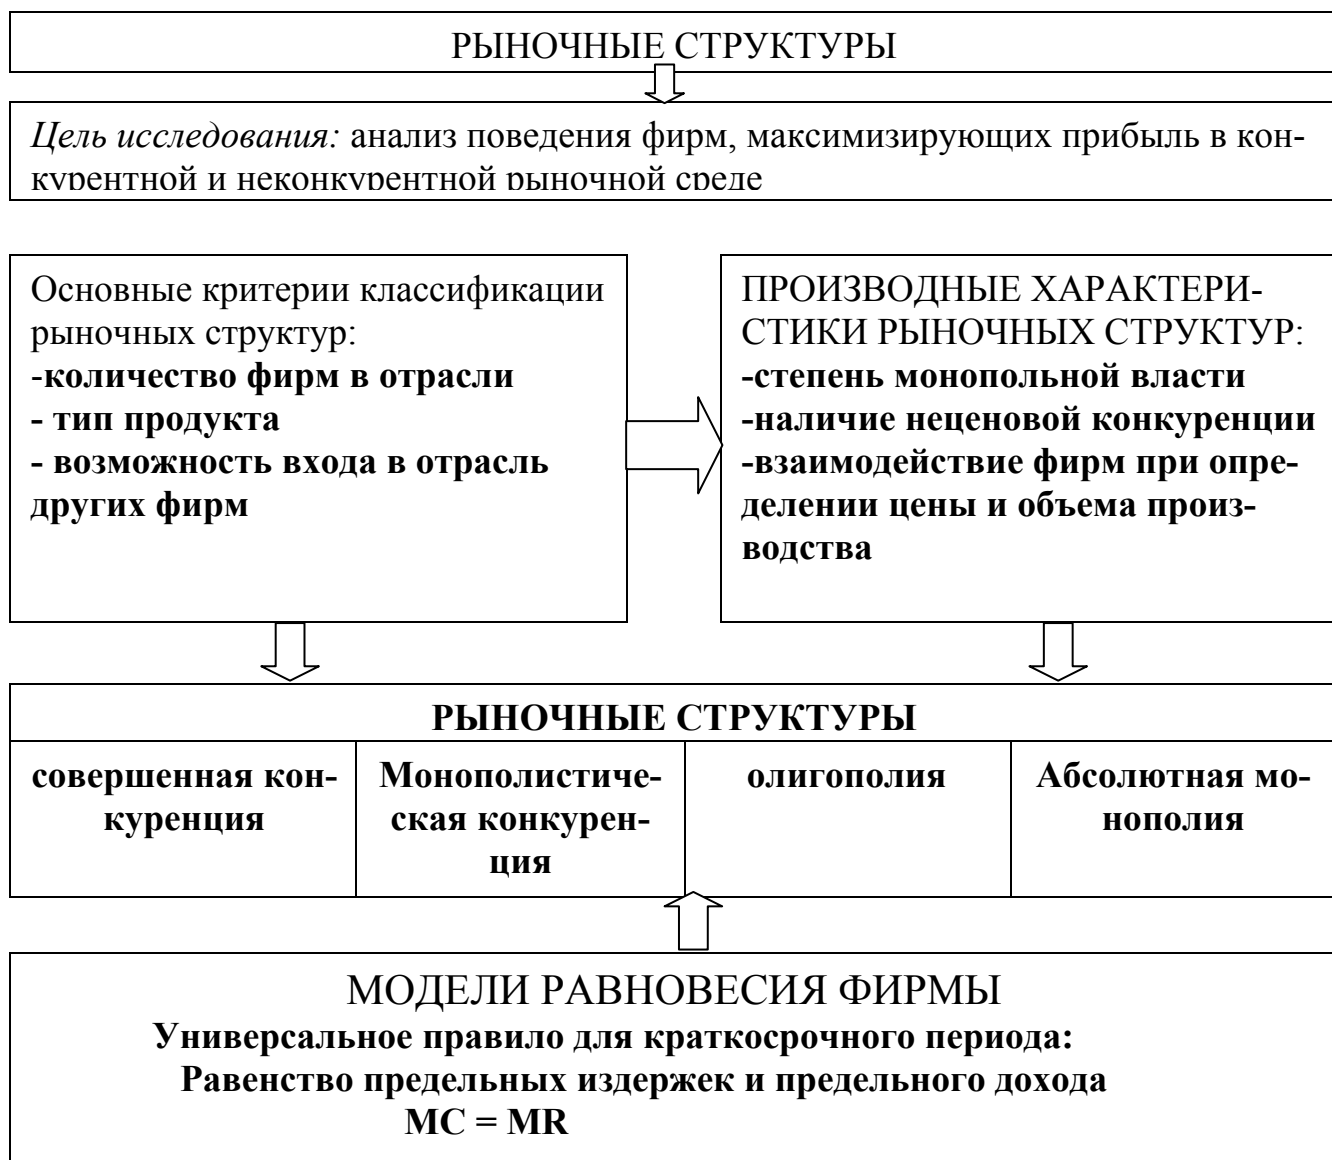 РЫНОЧНЫЕ СТРУКТУРЫ
Цель исследования: анализ поведения фирм, максимизирующих прибыль в кон-
курентной и неконкурентной рыночной среде
Основные критерии классификации
рыночных структур:
-количество фирм в отрасли
- тип продукта
- возможность входа в отрасль
других фирм
ПРОИЗВОДНЫЕ ХАРАКТЕРИ-
СТИКИ РЫНОЧНЫХ СТРУКТУР:
-степень монопольной власти
-наличие неценовой конкуренции
-взаимодействие фирм при опре-
делении цены и объема произ-
водства
РЫНОЧНЫЕ СТРУКТУРЫ
совершенная кон-
куренция
Монополистиче-
ская конкурен-
ция
олигополия
Абсолютная мо-
нополия
МОДЕЛИ РАВНОВЕСИЯ ФИРМЫ
Универсальное правило для краткосрочного периода:
Равенство предельных издержек и предельного дохода
MC = MR